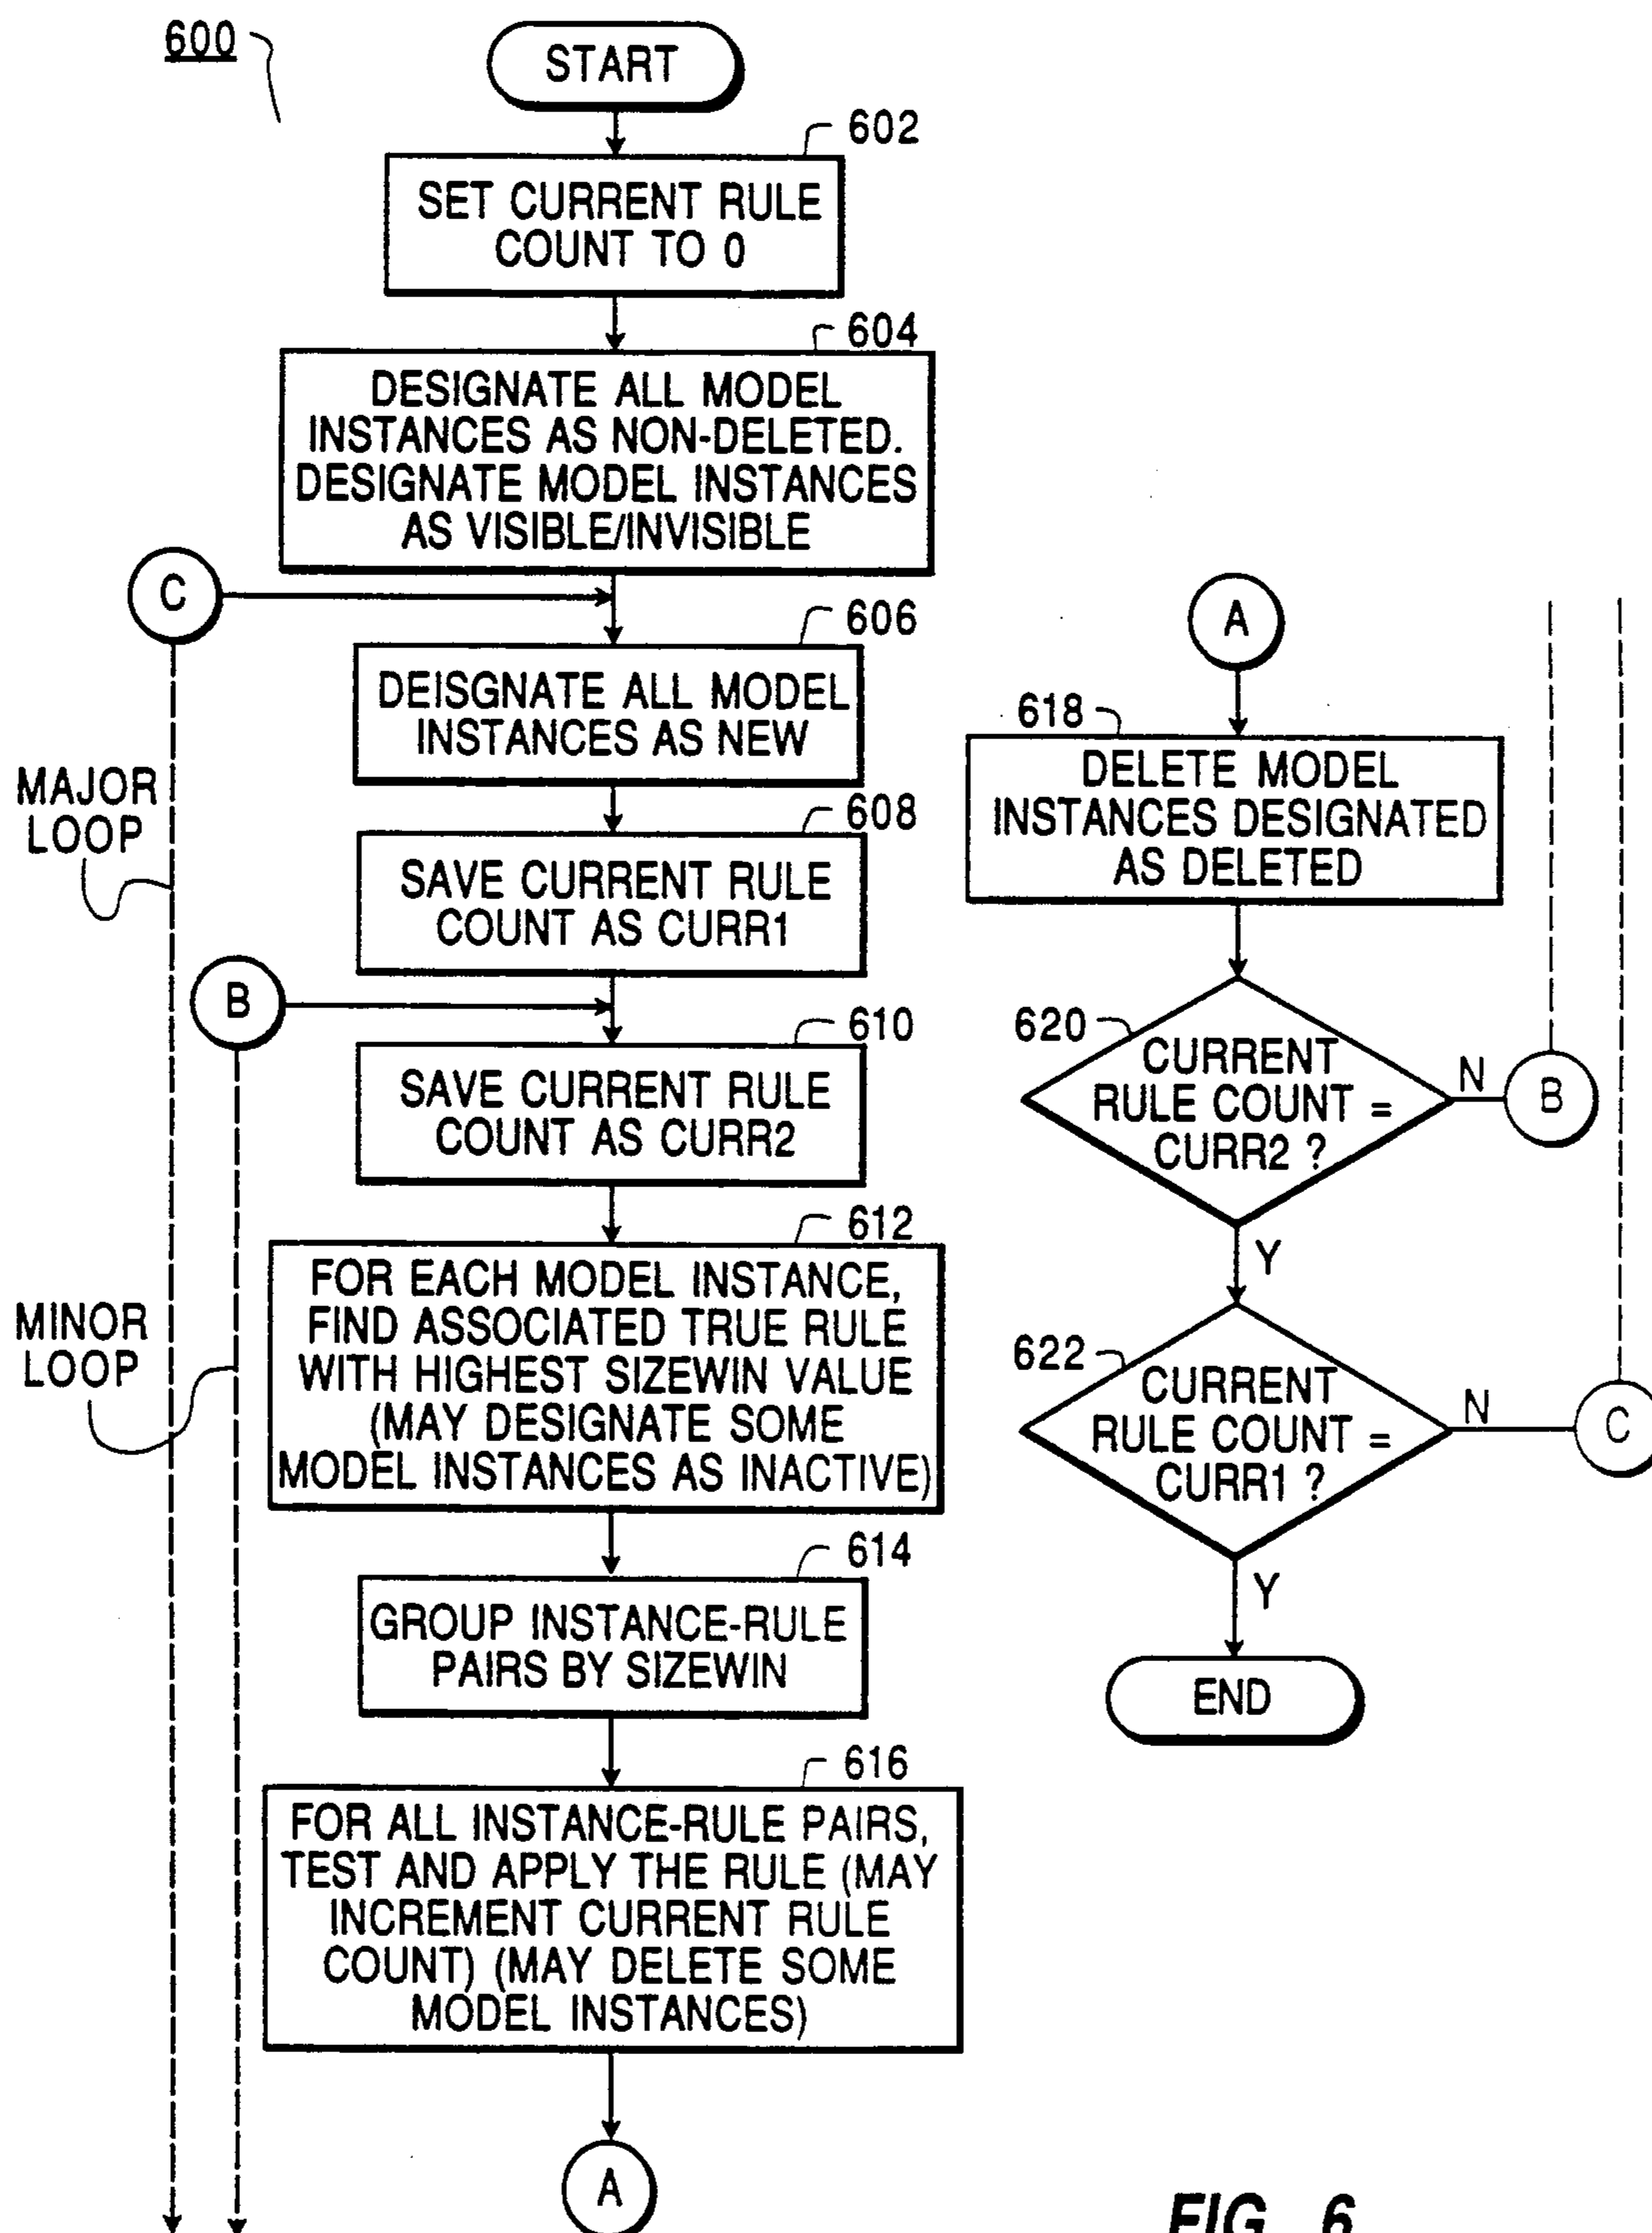 600
START
602
SET CURRENT RULE
COUNT TO 0
604
DESIGNATE ALL MODEL
INSTANCES AS NON-DELETED.
DESIGNATE MODEL INSTANCES
AS VISIBLE/INVISIBLE
C
606
DEISGNATE ALL MODEL
INSTANCES AS NEW
MAJOR
LOOP
608
SAVE CURRENT RULE
COUNT AS CURR1
B
610
SAVE CURRENT RULE
COUNT AS CURR2
612
FOR EACH MODEL INSTANCE,
FIND ASSOCIATED TRUE RULE
WITH HIGHEST SIZEWIN VALUE
(MAY DESIGNATE SOME
MODEL INSTANCES AS INACTIVE)
MINOR
LOOP
614
GROUP INSTANCE-RULE
PAIRS BY SIZEWIN
616
FOR ALL INSTANCE-RULE PAIRS,
TEST AND APPLY THE RULE (MAY
INCREMENT CURRENT RULE
COUNT) (MAY DELETE SOME
MODEL INSTANCES)
A
A
618
DELETE MODEL
INSTANCES DESIGNATED
AS DELETED
620
CURRENT
RULE COUNT =
CURR2 ?
N
B
Y
622
CURRENT
RULE COUNT =
CURR1 ?
N
C
Y
END
FIG. 6